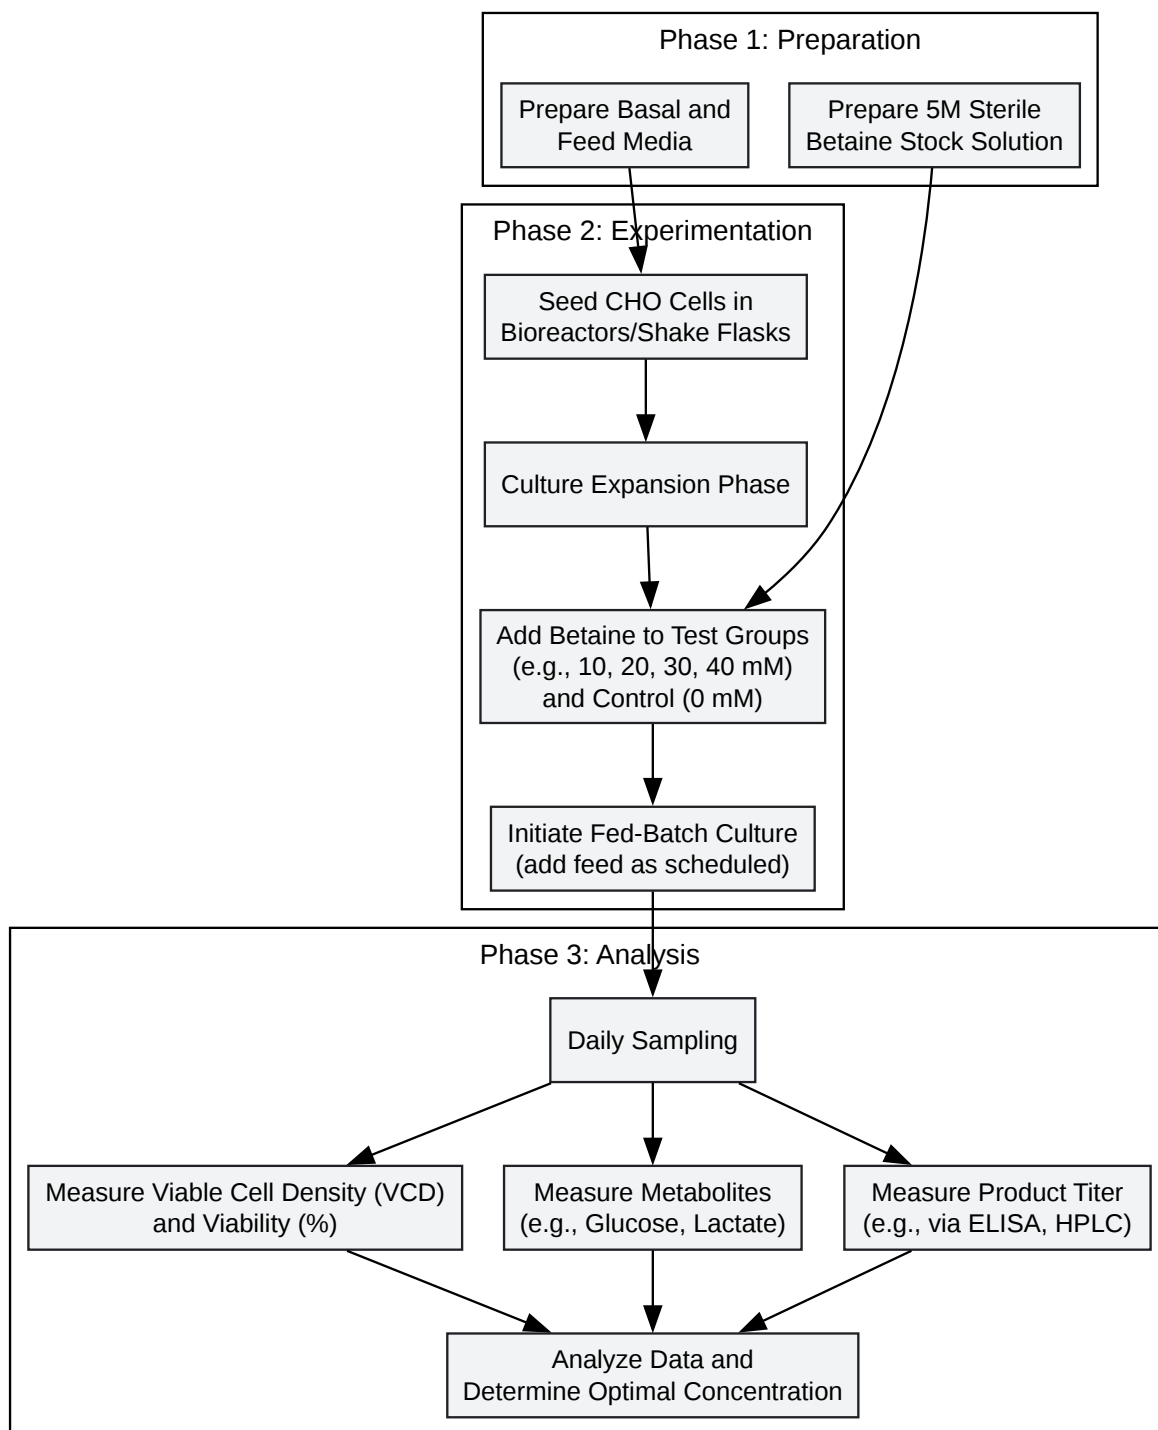 Phase 1: Preparation
Prepare Basal and
Feed Media
Prepare 5M Sterile
Betaine Stock Solution
Phase 2: Experimentation
Seed CHO Cells in
Bioreactors/Shake Flasks
Culture Expansion Phase
Add Betaine to Test Groups
(e.g., 10, 20, 30, 40 mM)
and Control (0 mM)
Initiate Fed-Batch Culture
(add feed as scheduled)
Phase 3: Analysis
Daily Sampling
Measure Viable Cell Density (VCD)
and Viability (%)
Measure Metabolites
(e.g., Glucose, Lactate)
Measure Product Titer
(e.g., via ELISA, HPLC)
Analyze Data and
Determine Optimal Concentration